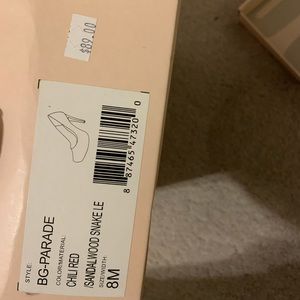 $89.00
STYLE:
BG-PARADE
COLOR/MATERIAL:
CHILI RED
/SANDALWOOD SNAKE LE
SIZE/WIDTH:
8M
8 87465 47320 0